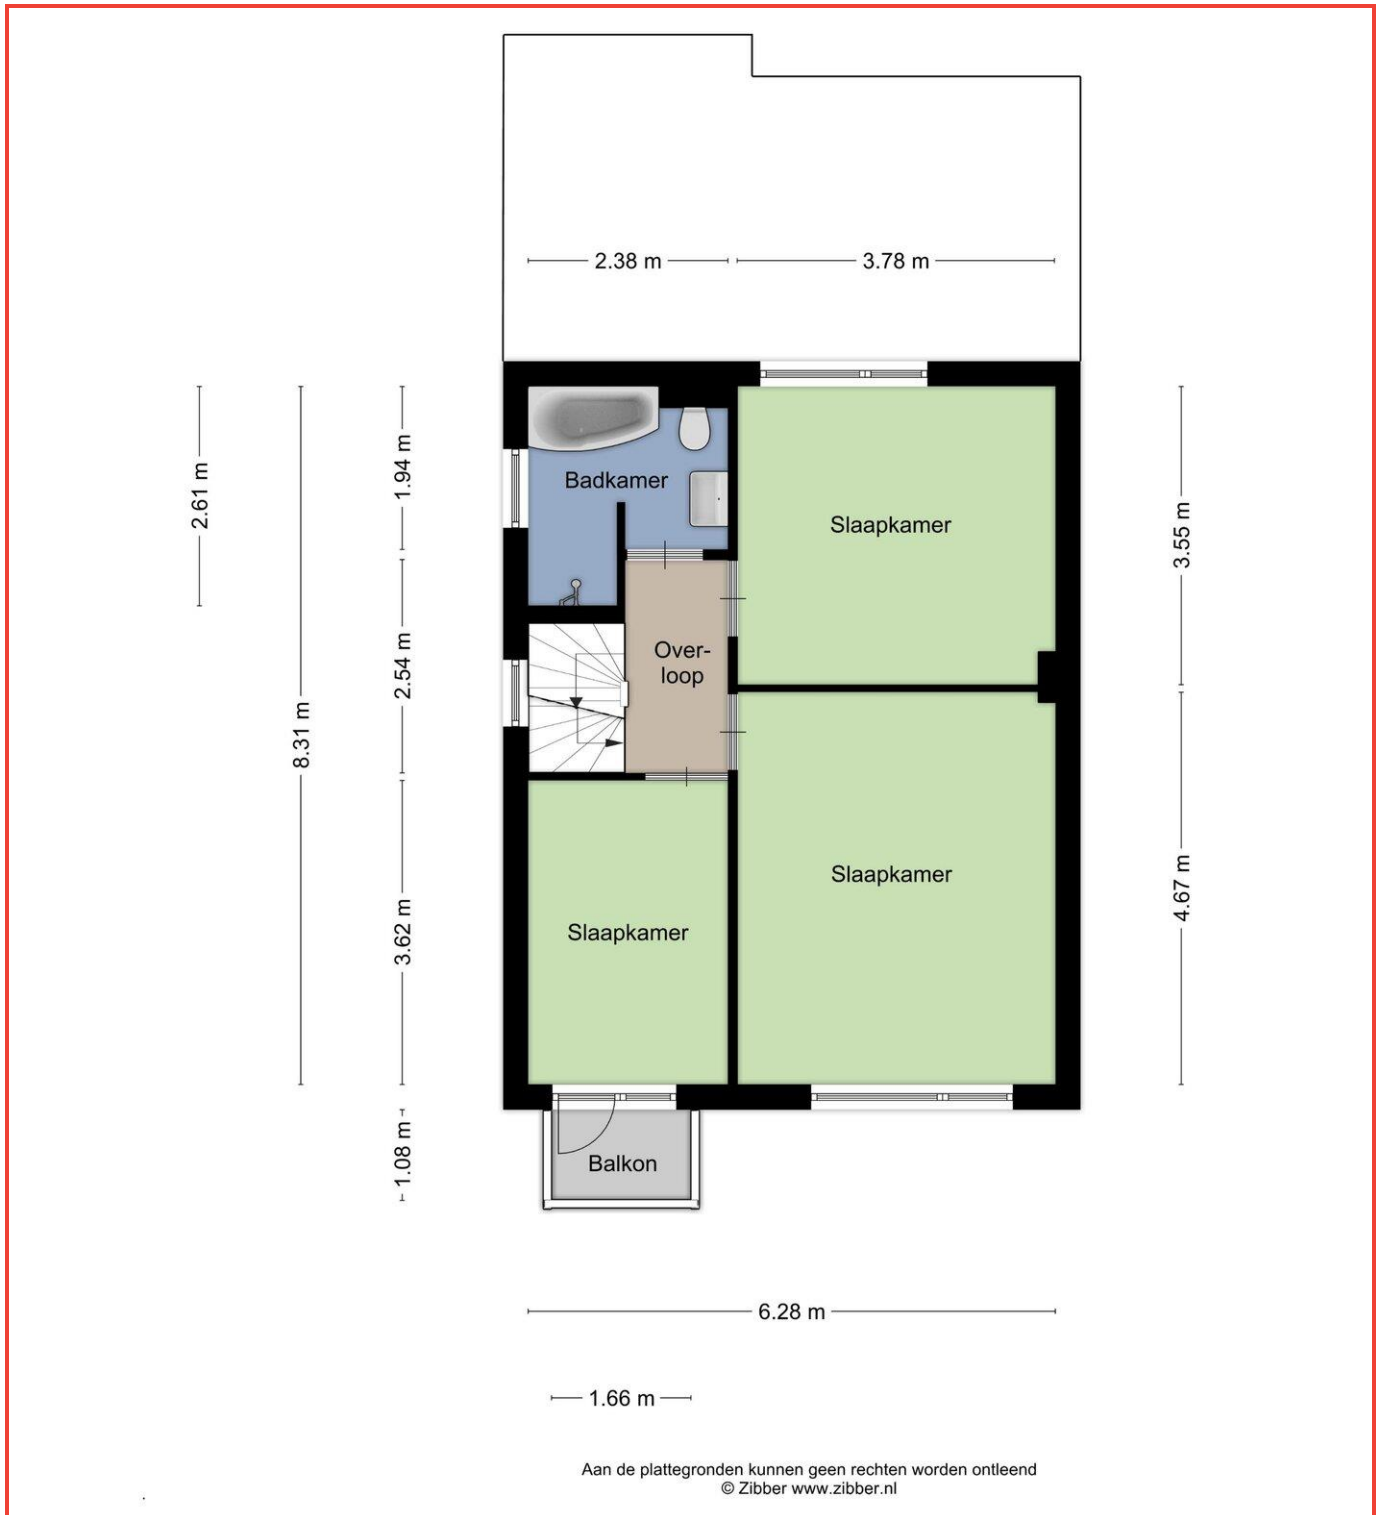 2.38 m
3.78 m
2.61 m
8.31 m
1.94 m
2.54 m
3.62 m
1.08 m
3.55 m
4.67 m
Badkamer
Slaapkamer
Over-
loop
Slaapkamer
Slaapkamer
Balkon
6.28 m
1.66 m
Aan de plattegronden kunnen geen rechten worden ontleend
© Zibber www.zibber.nl